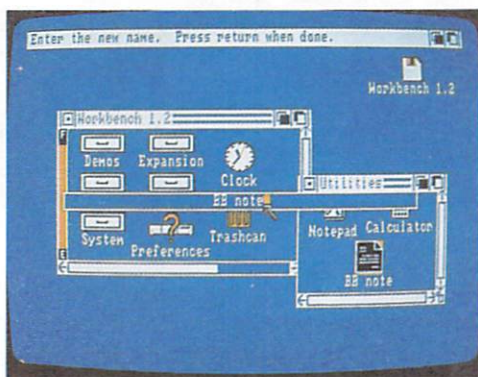 Enter the new name. Press return when done.
Workbench 1.2
Workbench 1.2
Demos Expansion
Clock
BB note
Utilities
System
Preferences
Trashcan
Notepad Calculator
BB note
F
E